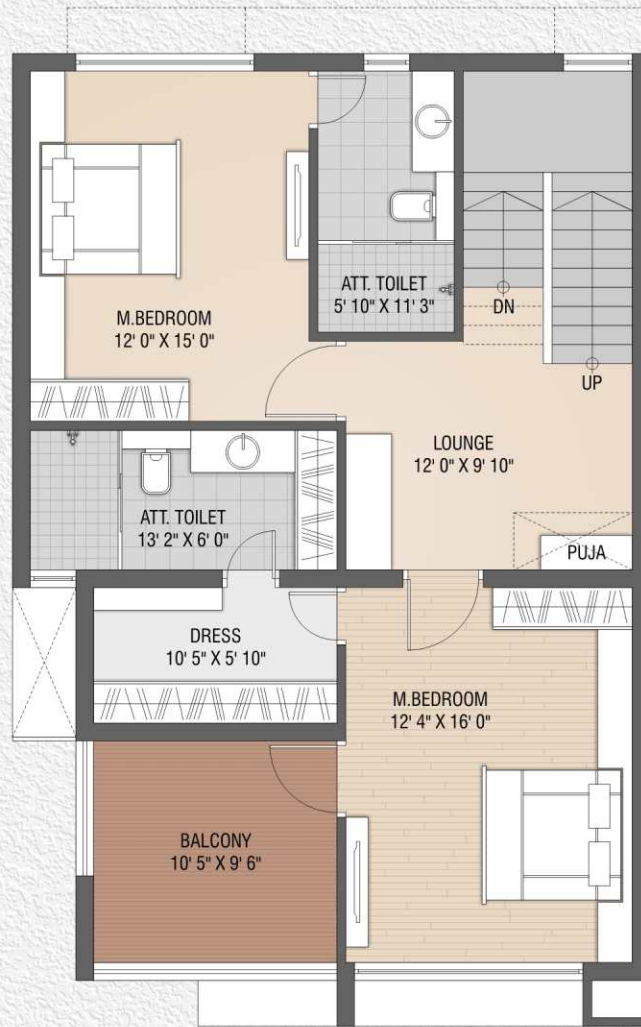 ATT. TOILET
5' 10" X 11' 3"
DN
M.BEDROOM
12' 0" X 15' 0"
UP
LOUNGE
12' 0" X 9' 10"
ATT. TOILET
13' 2" X 6' 0"
PUJA
DRESS
10' 5" X 5' 10"
M.BEDROOM
12' 4" X 16' 0"
BALCONY
10' 5" X 9' 6"